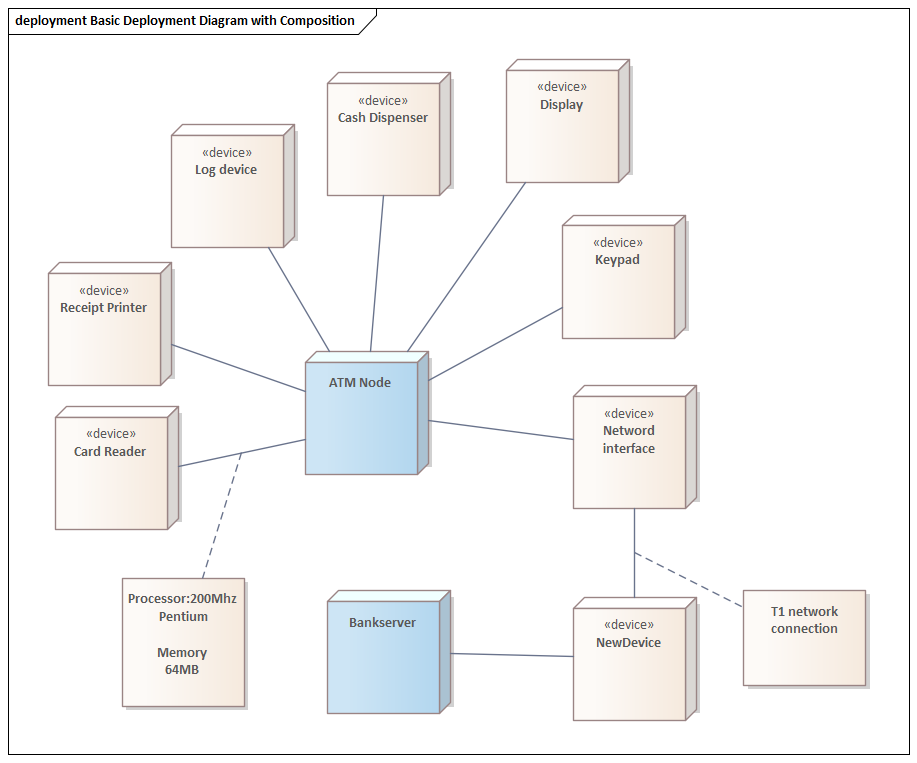 deployment Basic Deployment Diagram with Composition
«device»
Cash Dispenser
«device»
Display
«device»
Log device
«device»
Keypad
«device»
Receipt Printer
ATM Node
«device»
Card Reader
«device»
Netword
interface
Processor:200Mhz
Pentium
Memory
64MB
Bankserver
«device»
NewDevice
T1 network
connection